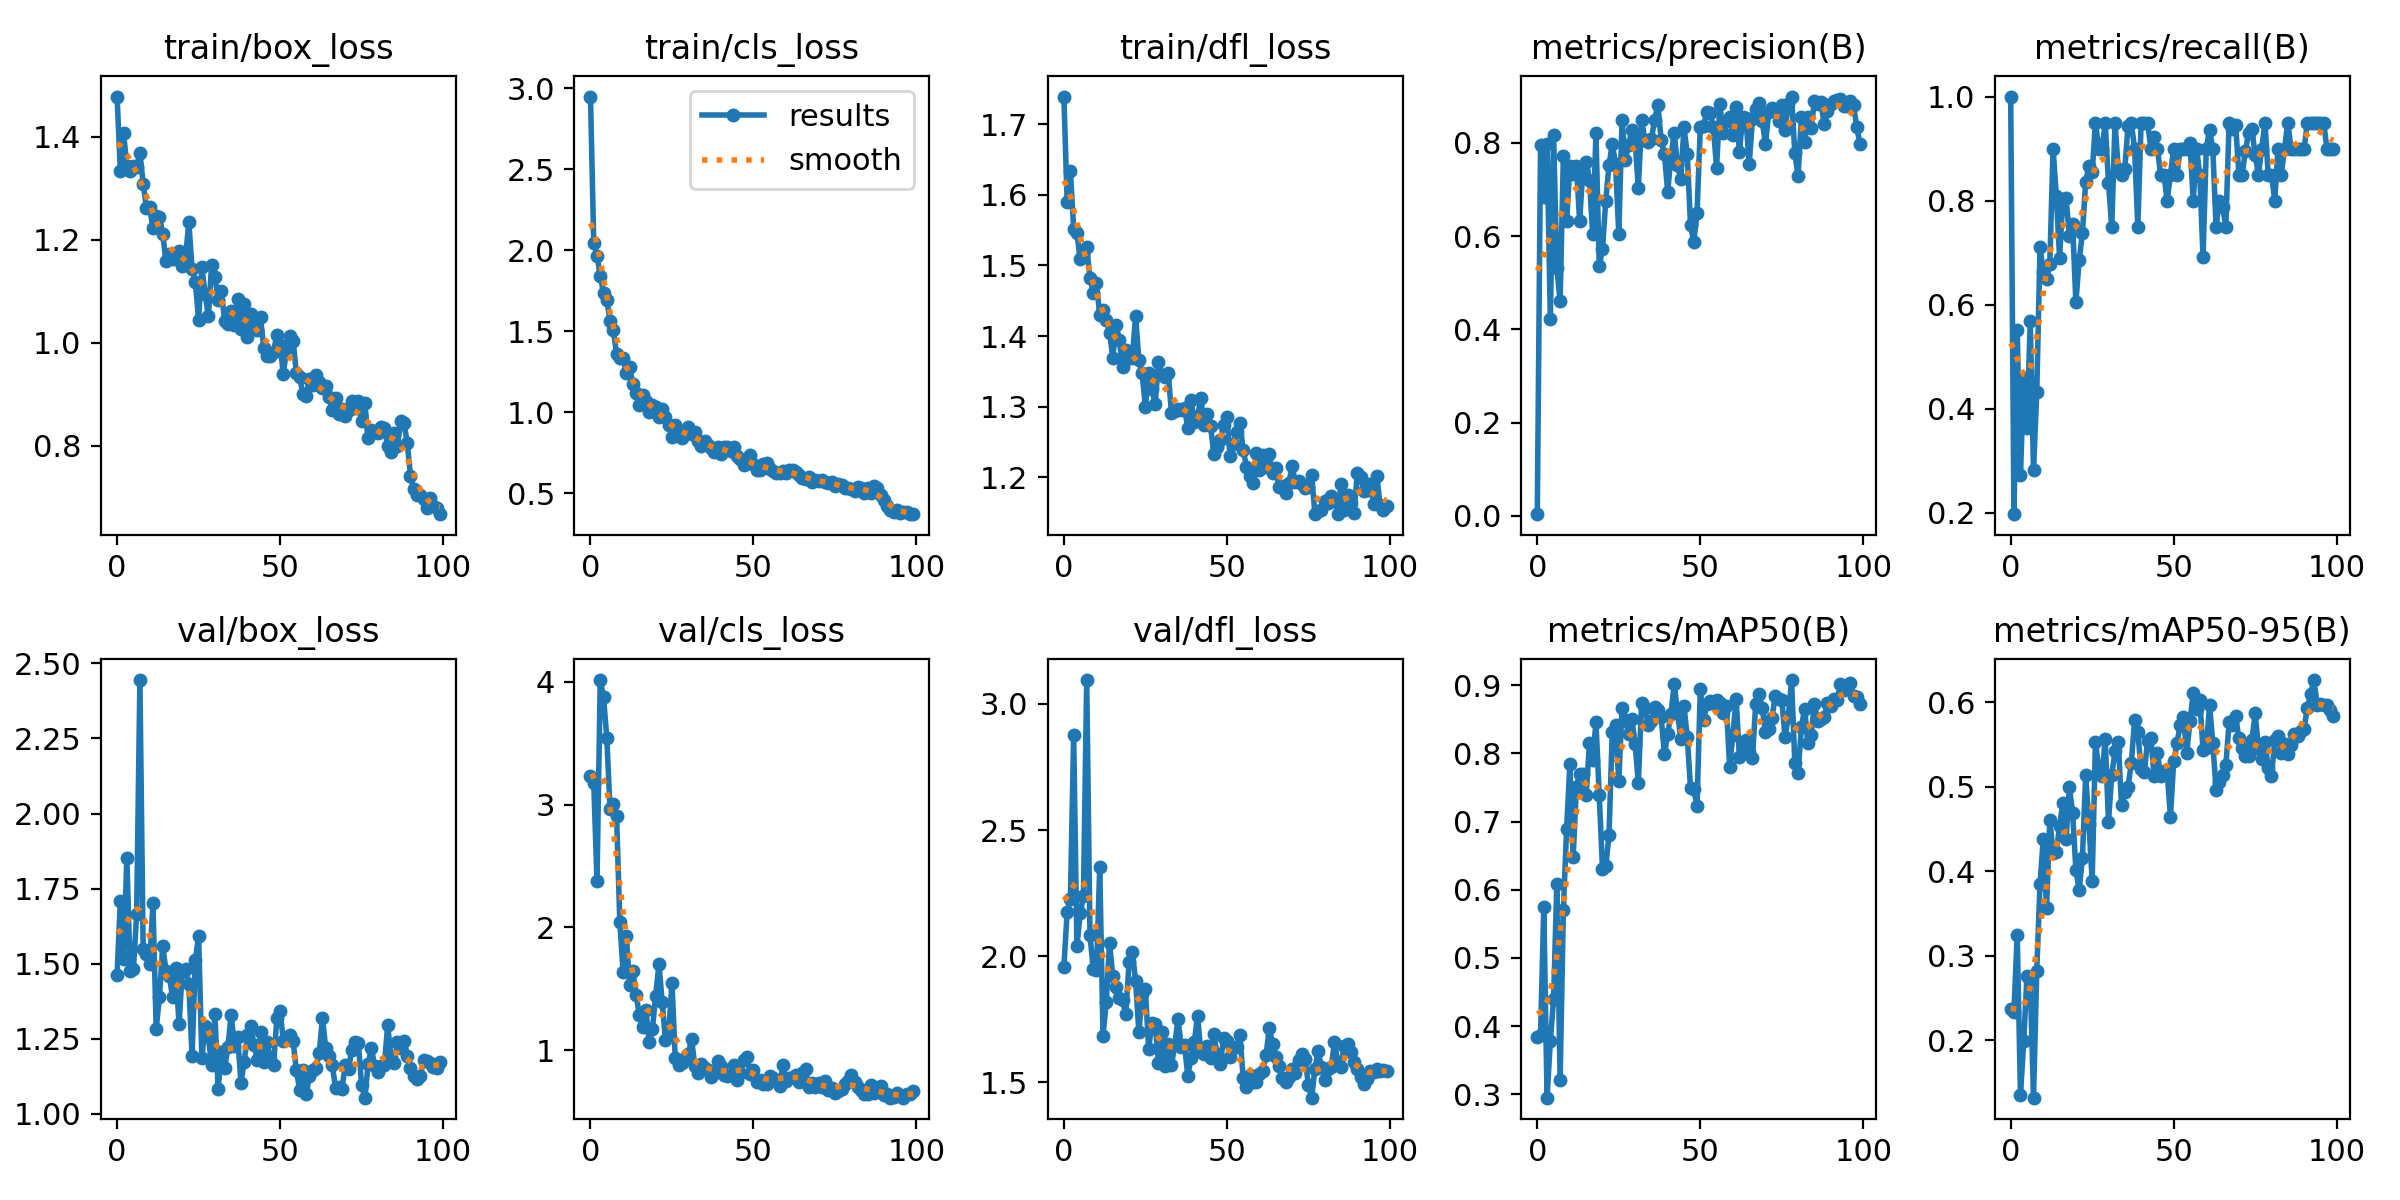 train/box_loss
1.4
1.2
1.0
0.8
0 50 100
train/cls_loss
3.0
2.5
2.0
1.5
1.0
0.5
0 50 100
results
smooth
train/dfl_loss
1.7
1.6
1.5
1.4
1.3
1.2
0 50 100
metrics/precision(B)
0.8
0.6
0.4
0.2
0.0
0 50 100
metrics/recall(B)
1.0
0.8
0.6
0.4
0.2
0 50 100
val/box_loss
2.50
2.25
2.00
1.75
1.50
1.25
1.00
0 50 100
val/cls_loss
4
3
2
1
0 50 100
val/dfl_loss
3.0
2.5
2.0
1.5
0 50 100
metrics/mAP50(B)
0.9
0.8
0.7
0.6
0.5
0.4
0.3
0 50 100
metrics/mAP50-95(B)
0.6
0.5
0.4
0.3
0.2
0 50 100